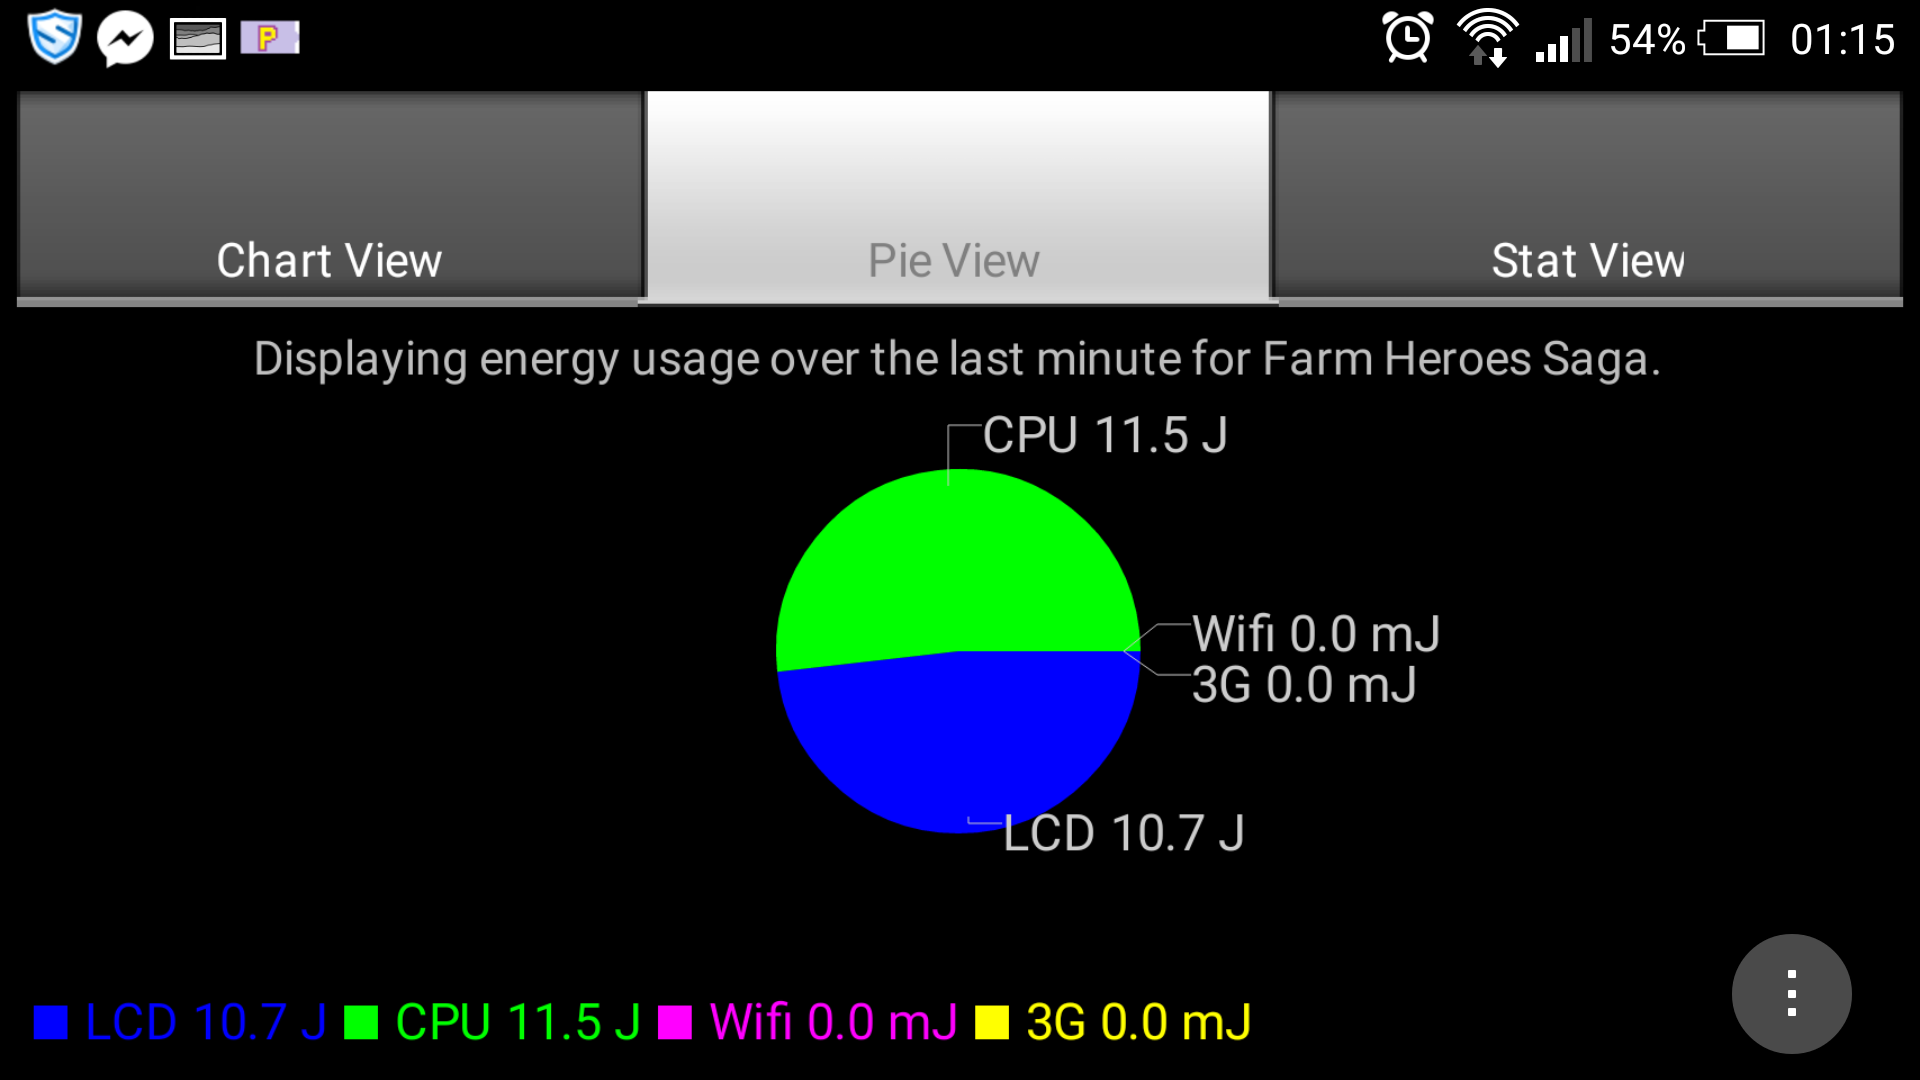 P 54% 01:15
Chart View Pie View Stat View
Displaying energy usage over the last minute for Farm Heroes Saga.
CPU 11.5 J
Wifi 0.0 mJ
3G 0.0 mJ
LCD 10.7 J
LCD 10.7 J CPU 11.5 J Wifi 0.0 mJ 3G 0.0 mJ